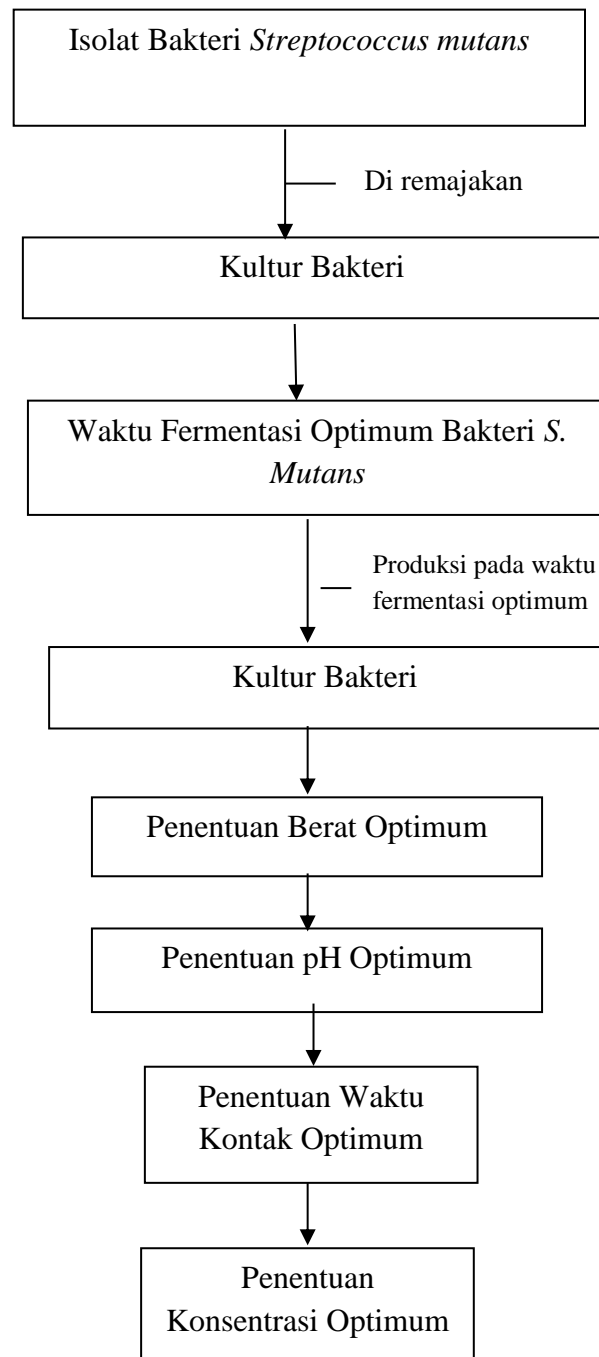 Isolat Bakteri Streptococcus mutans
Di remajakan
Kultur Bakteri
Waktu Fermentasi Optimum Bakteri S.
Mutans
Produksi pada waktu
fermentasi optimum
Kultur Bakteri
Penentuan Berat Optimum
Penentuan pH Optimum
Penentuan Waktu
Kontak Optimum
Penentuan
Konsentrasi Optimum